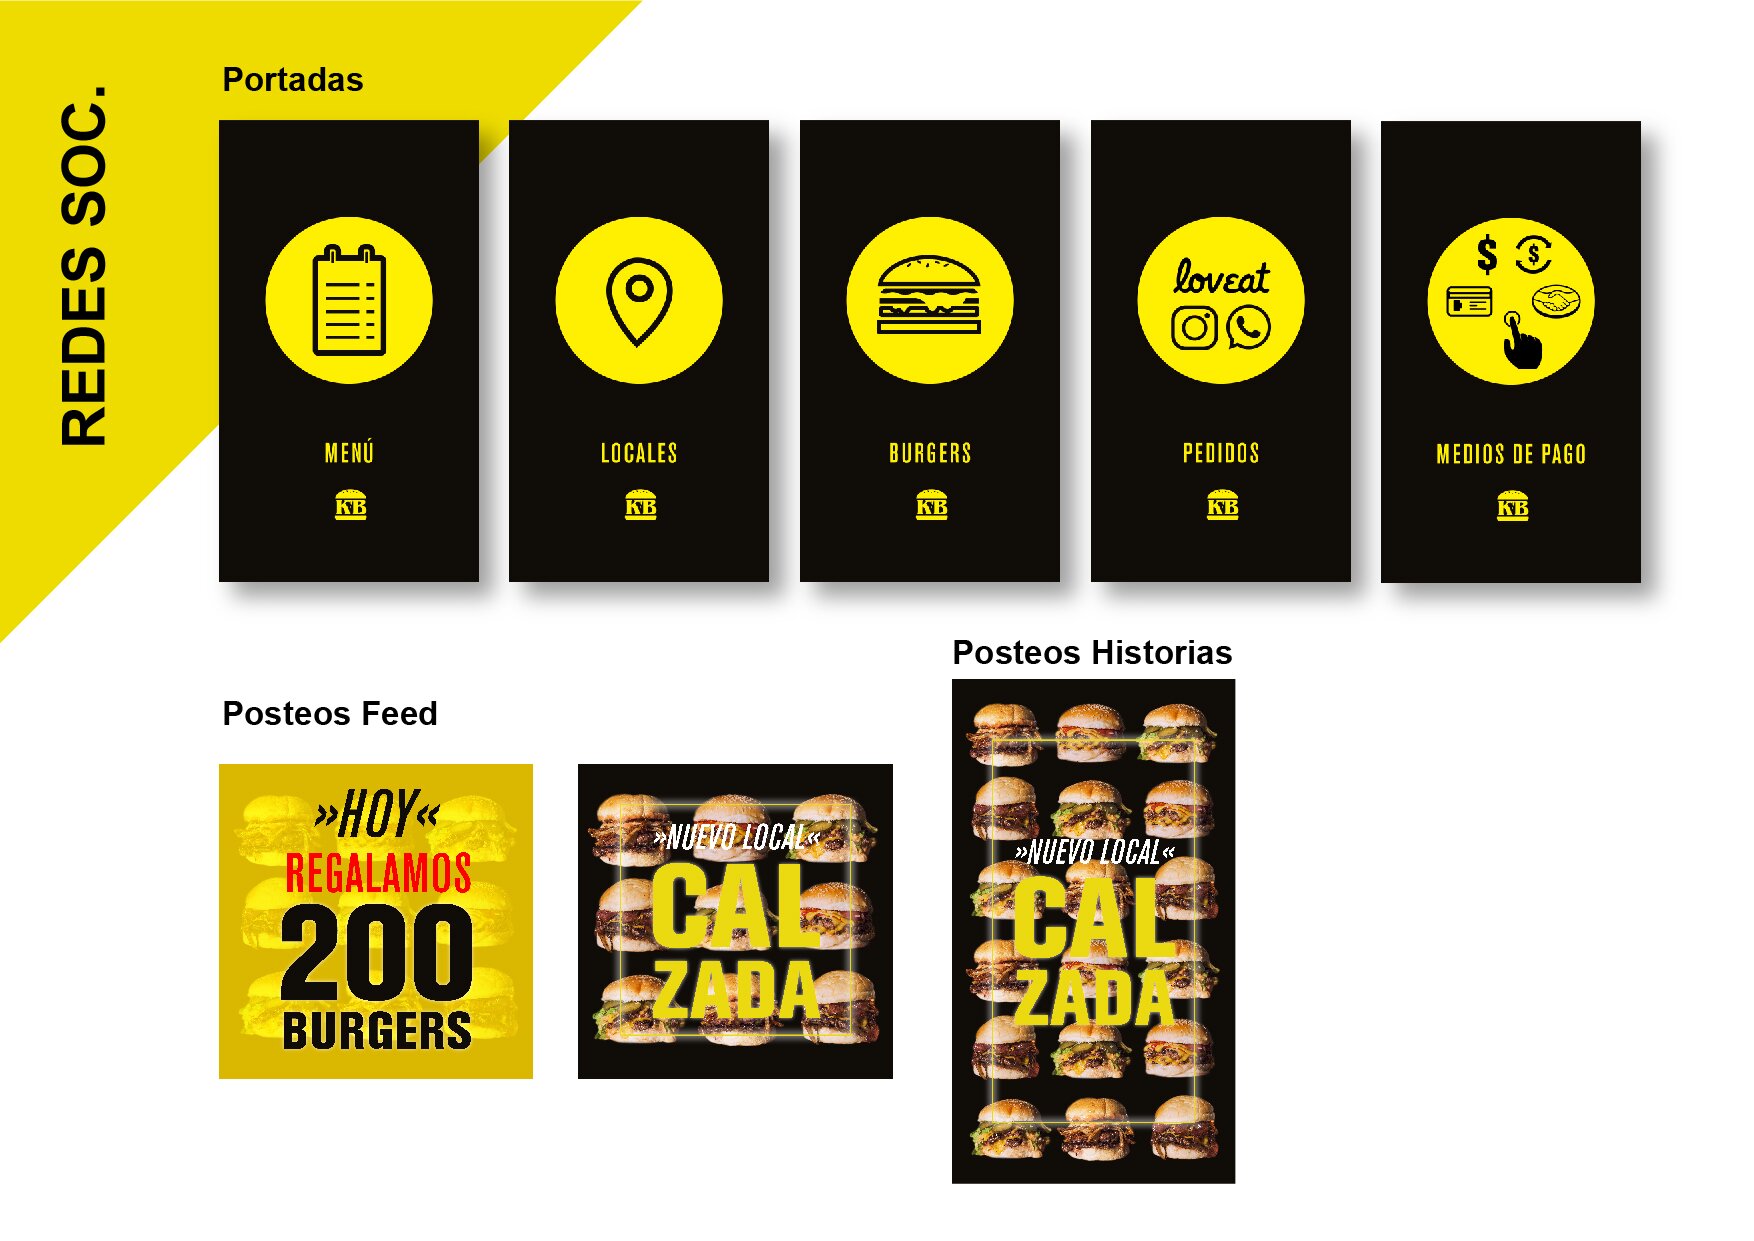 REDES SOC.
Portadas
MENÚ
KB
LOCALES
KB
BURGERS
KB
loveat
PEDIDOS
KB
$
$
MEDIOS DE PAGO
KB
Posteos Feed
»HOY«
REGALAMOS
200
BURGERS
»NUEVO LOCAL«
CAL
ZADA
Posteos Historias
»NUEVO LOCAL«
CAL
ZADA